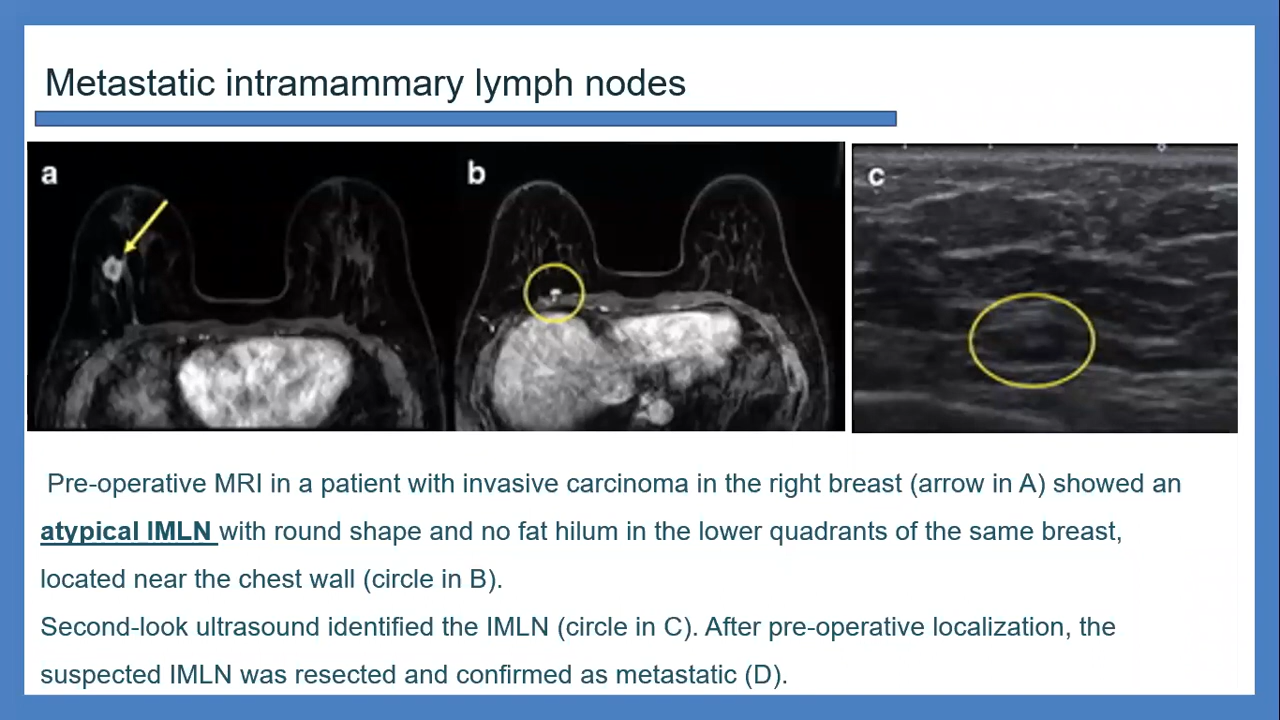 Metastatic intramammary lymph nodes
a
b
c
Pre-operative MRI in a patient with invasive carcinoma in the right breast (arrow in A) showed an
atypical IMLN with round shape and no fat hilum in the lower quadrants of the same breast,
located near the chest wall (circle in B).
Second-look ultrasound identified the IMLN (circle in C). After pre-operative localization, the
suspected IMLN was resected and confirmed as metastatic (D).